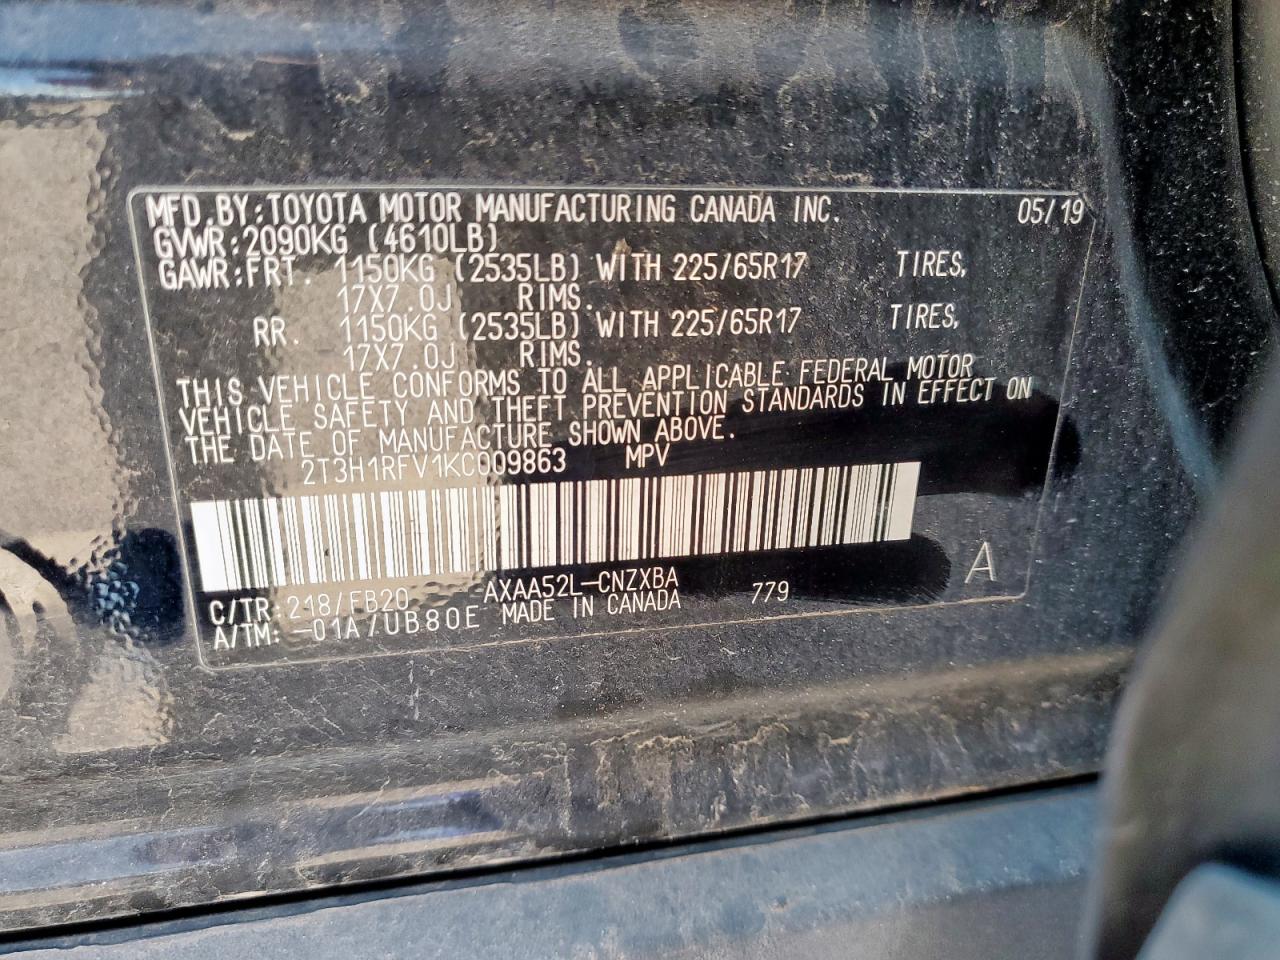 MFD.BY:TOYOTA MOTOR MANUFACTURING CANADA INC. 05/19
GVWR:2090KG (4610LB)
GAWR:FRT. 1150KG (2535LB) WITH 225/65R17 TIRES,
17X7.0J RIMS.
RR. 1150KG (2535LB) WITH 225/65R17 TIRES,
17X7.0J RIMS.
THIS VEHICLE CONFORMS TO ALL APPLICABLE FEDERAL MOTOR
VEHICLE SAFETY AND THEFT PREVENTION STANDARDS IN EFFECT ON
THE DATE OF MANUFACTURE SHOWN ABOVE.
2T3H1RFV1KC009863 MPV
C/TR:218/FB20 AXAA52L-CNZXBA 779 A
A/TM:-01A/UB80E MADE IN CANADA